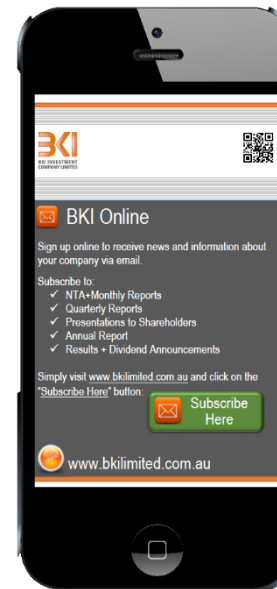 BKI
BKI INVESTMENT
COMPANY LIMITED
BKI Online
Sign up online to receive news and information about
your company via email.
Subscribe to:
✓ NTA+Monthly Reports
✓ Quarterly Reports
✓ Presentations to Shareholders
✓ Annual Report
✓ Results + Dividend Announcements
Simply visit www.bkilimited.com.au and click on the
"Subscribe Here" button:
Subscribe
Here
www.bkilimited.com.au